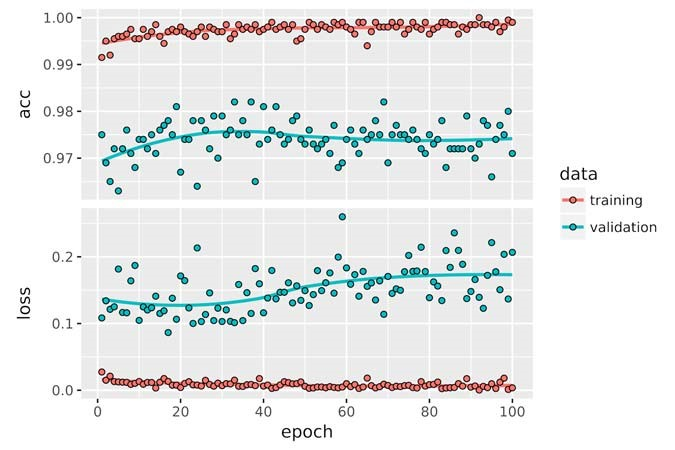 acc
1.00
0.99
0.98
0.97
loss
0.2
0.1
0.0
0 20 40 60 80 100
epoch
data
training
validation